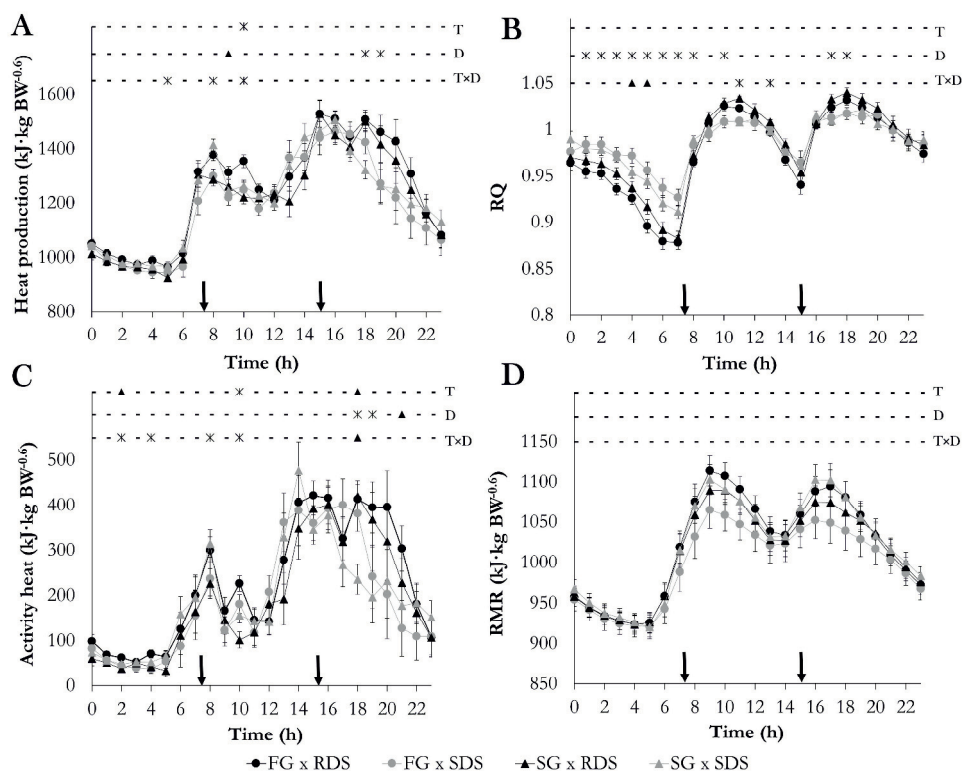 A
T
D
T×D
Heat production (kJ·kg BW-0.6)
1600
1400
1200
1000
800
0 2 4 6 8 10 12 14 16 18 20 22
Time (h)
B
T
D
T×D
RQ
1.05
1
0.95
0.9
0.85
0.8
0 2 4 6 8 10 12 14 16 18 20 22
Time (h)
C
T
D
T×D
Activity heat (kJ·kg BW-0.6)
500
400
300
200
100
0
0 2 4 6 8 10 12 14 16 18 20 22
Time (h)
D
T
D
T×D
RMR (kJ·kg BW-0.6)
1150
1100
1050
1000
950
900
850
0 2 4 6 8 10 12 14 16 18 20 22
Time (h)
FG x RDS FG x SDS SG x RDS SG x SDS